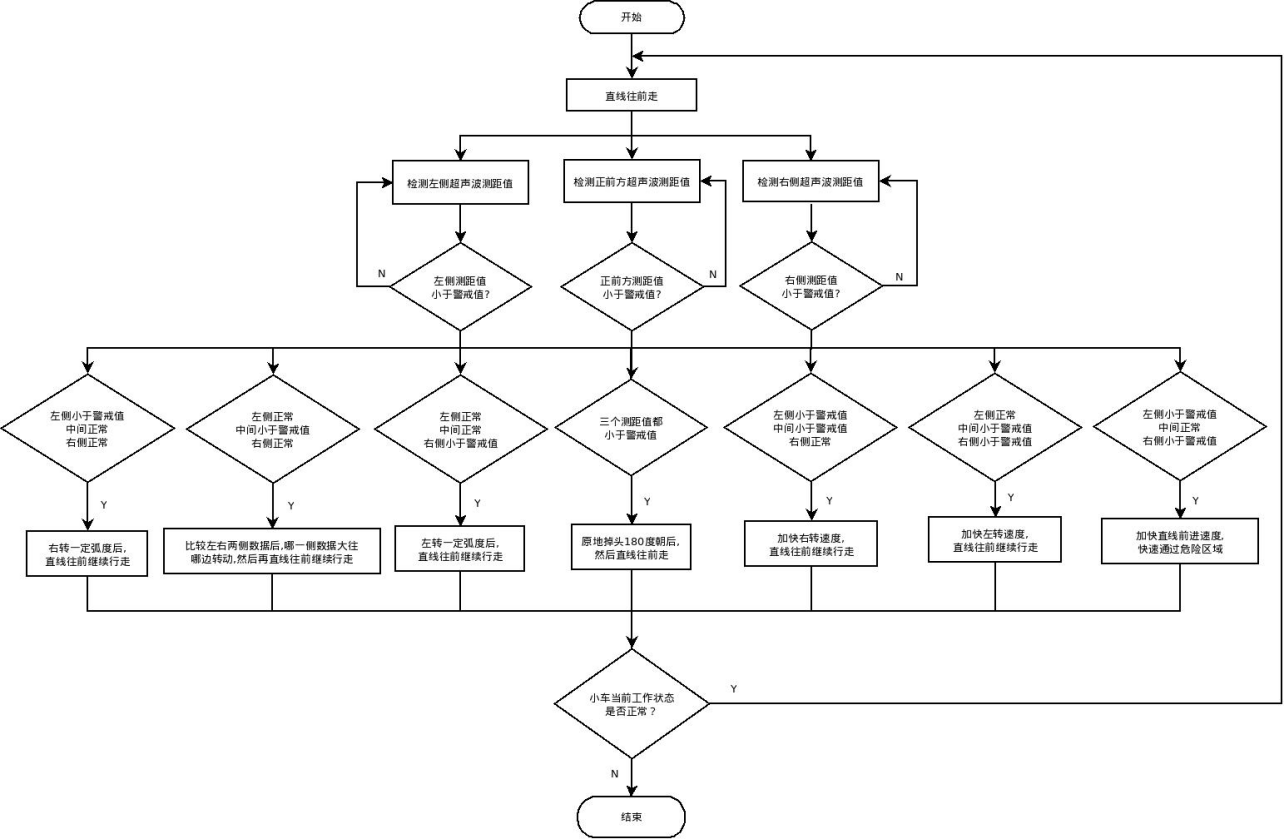 开始
直线往前走
检测左侧超声波测距值
检测正前方超声波测距值
检测右侧超声波测距值
N
左侧测距值
小于警戒值?
N
正前方测距值
小于警戒值?
N
右侧测距值
小于警戒值?
左侧小于警戒值
中间正常
右侧正常
左侧正常
中间小于警戒值
右侧正常
左侧正常
中间正常
右侧小于警戒值
三个测距值都
小于警戒值
左侧小于警戒值
中间小于警戒值
右侧正常
左侧正常
中间小于警戒值
右侧小于警戒值
左侧小于警戒值
中间正常
右侧小于警戒值
Y
Y
Y
Y
Y
Y
Y
右转一定弧度后,
直线往前继续行走
比较左右两侧数据后,哪一侧数据大往
哪边转动,然后再直线往前继续行走
左转一定弧度后,
直线往前继续行走
原地掉头180度朝后,
然后直线往前走
加快右转速度,
直线往前继续行走
加快左转速度,
直线往前继续行走
加快直线前进速度,
快速通过危险区域
小车当前工作状态
是否正常？
Y
N
结束